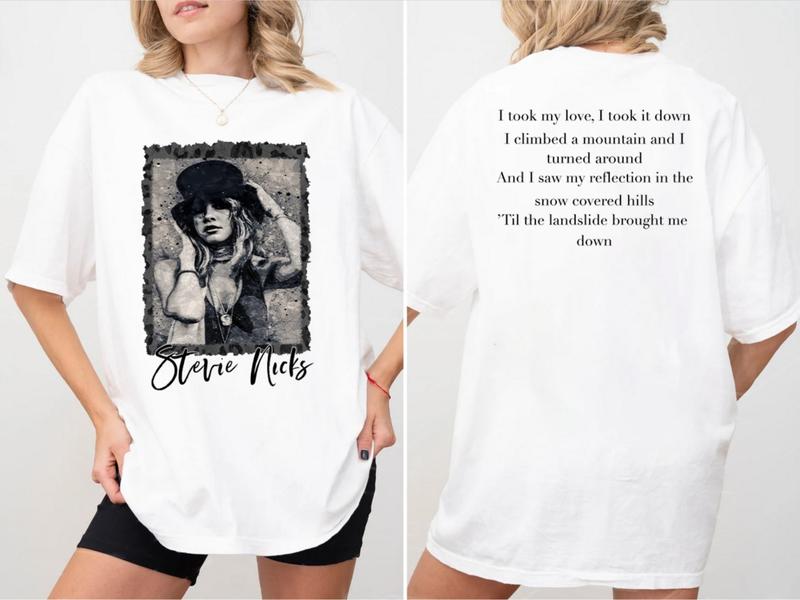 Stevie Nicks
I took my love, I took it down
I climbed a mountain and I
turned around
And I saw my reflection in the
snow covered hills
’Til the landslide brought me
down